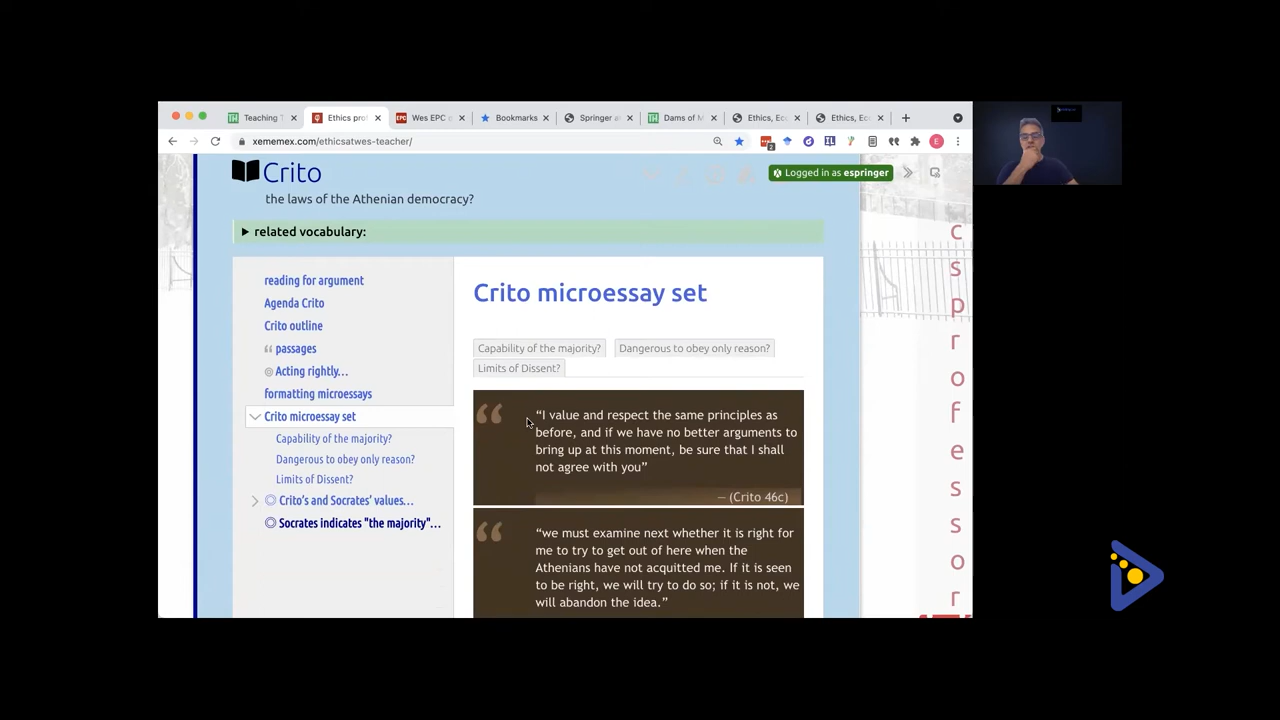 Teaching T
Ethics pro
Wes EPC g
Bookmarks
Springer a
Dams of M
Ethics, Ec
Ethics, Ec
xememex.com/ethicsatwes-teacher/
Crito
Logged in as espringer
the laws of the Athenian democracy?
related vocabulary:
reading for argument
Agenda Crito
Crito outline
passages
Acting rightly…
formatting microessays
Crito microessay set
Capability of the majority?
Dangerous to obey only reason?
Limits of Dissent?
Crito's and Socrates' values…
Socrates indicates "the majority"…
Crito microessay set
Capability of the majority?
Dangerous to obey only reason?
Limits of Dissent?
“I value and respect the same principles as
before, and if we have no better arguments to
bring up at this moment, be sure that I shall
not agree with you”
— (Crito 46c)
“we must examine next whether it is right for
me to try to get out of here when the
Athenians have not acquitted me. If it is seen
to be right, we will try to do so; if it is not, we
will abandon the idea.”
c
s
p
r
o
f
e
s
s
o
r